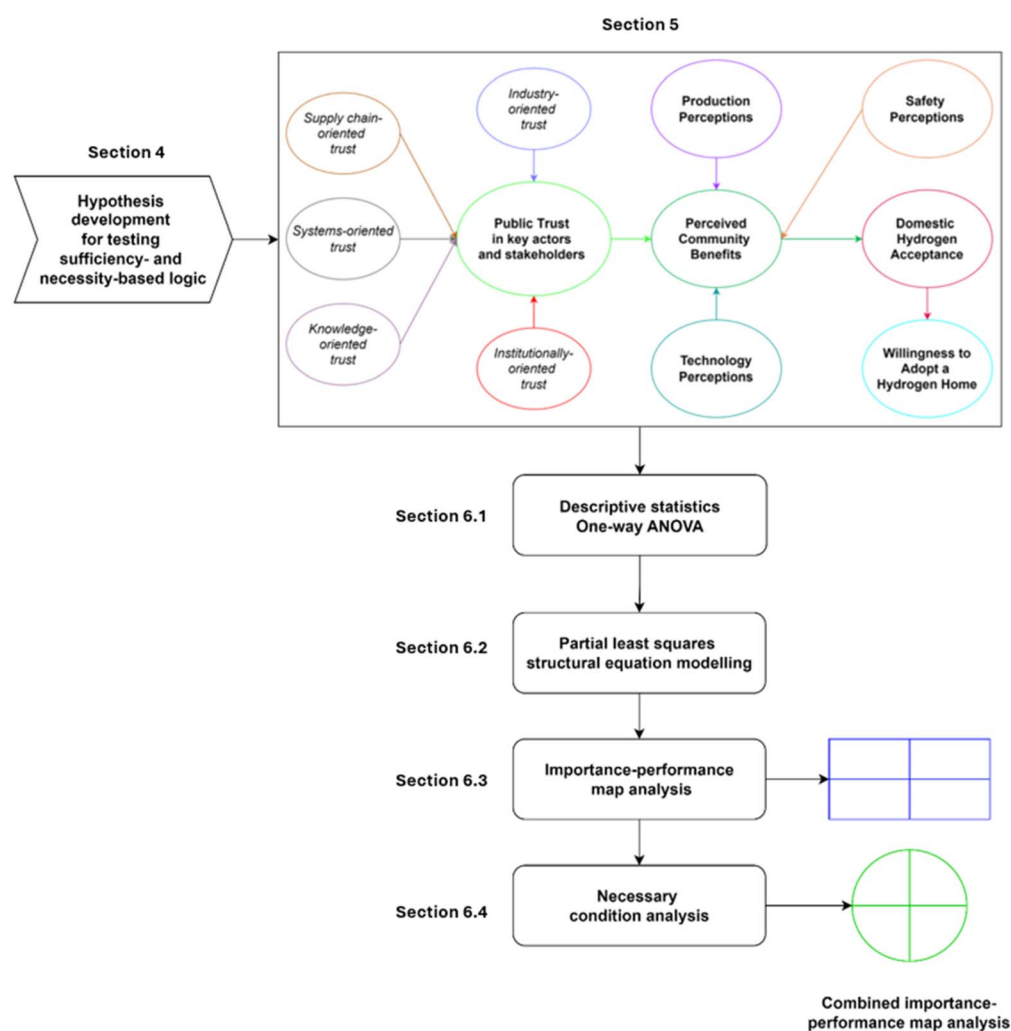 Section 5
Section 4
Hypothesis
development
for testing
sufficiency- and
necessity-based logic
Supply chain-
oriented
trust
Industry-
oriented
trust
Production
Perceptions
Safety
Perceptions
Systems-oriented
trust
Public Trust
in key actors
and stakeholders
Perceived
Community
Benefits
Domestic
Hydrogen
Acceptance
Knowledge-
oriented
trust
Institutionally-
oriented
trust
Technology
Perceptions
Willingness to
Adopt a
Hydrogen Home
Section 6.1
Descriptive statistics
One-way ANOVA
Section 6.2
Partial least squares
structural equation modelling
Section 6.3
Importance-performance
map analysis
Section 6.4
Necessary
condition analysis
Combined importance-
performance map analysis